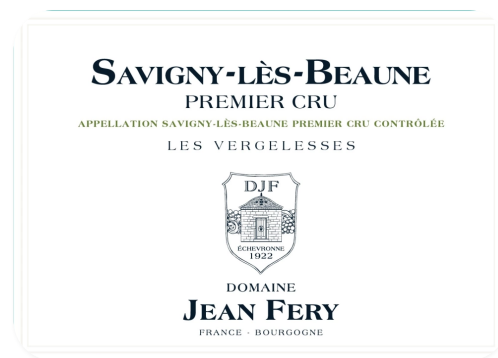 SAVIGNY-LÈS-BEAUNE
PREMIER CRU
APPELLATION SAVIGNY-LÈS-BEAUNE PREMIER CRU CONTRÔLÉE
LES VERGELESSES
DJF
ÉCHEVRONNE
1922
DOMAINE
JEAN FERY
FRANCE - BOURGOGNE